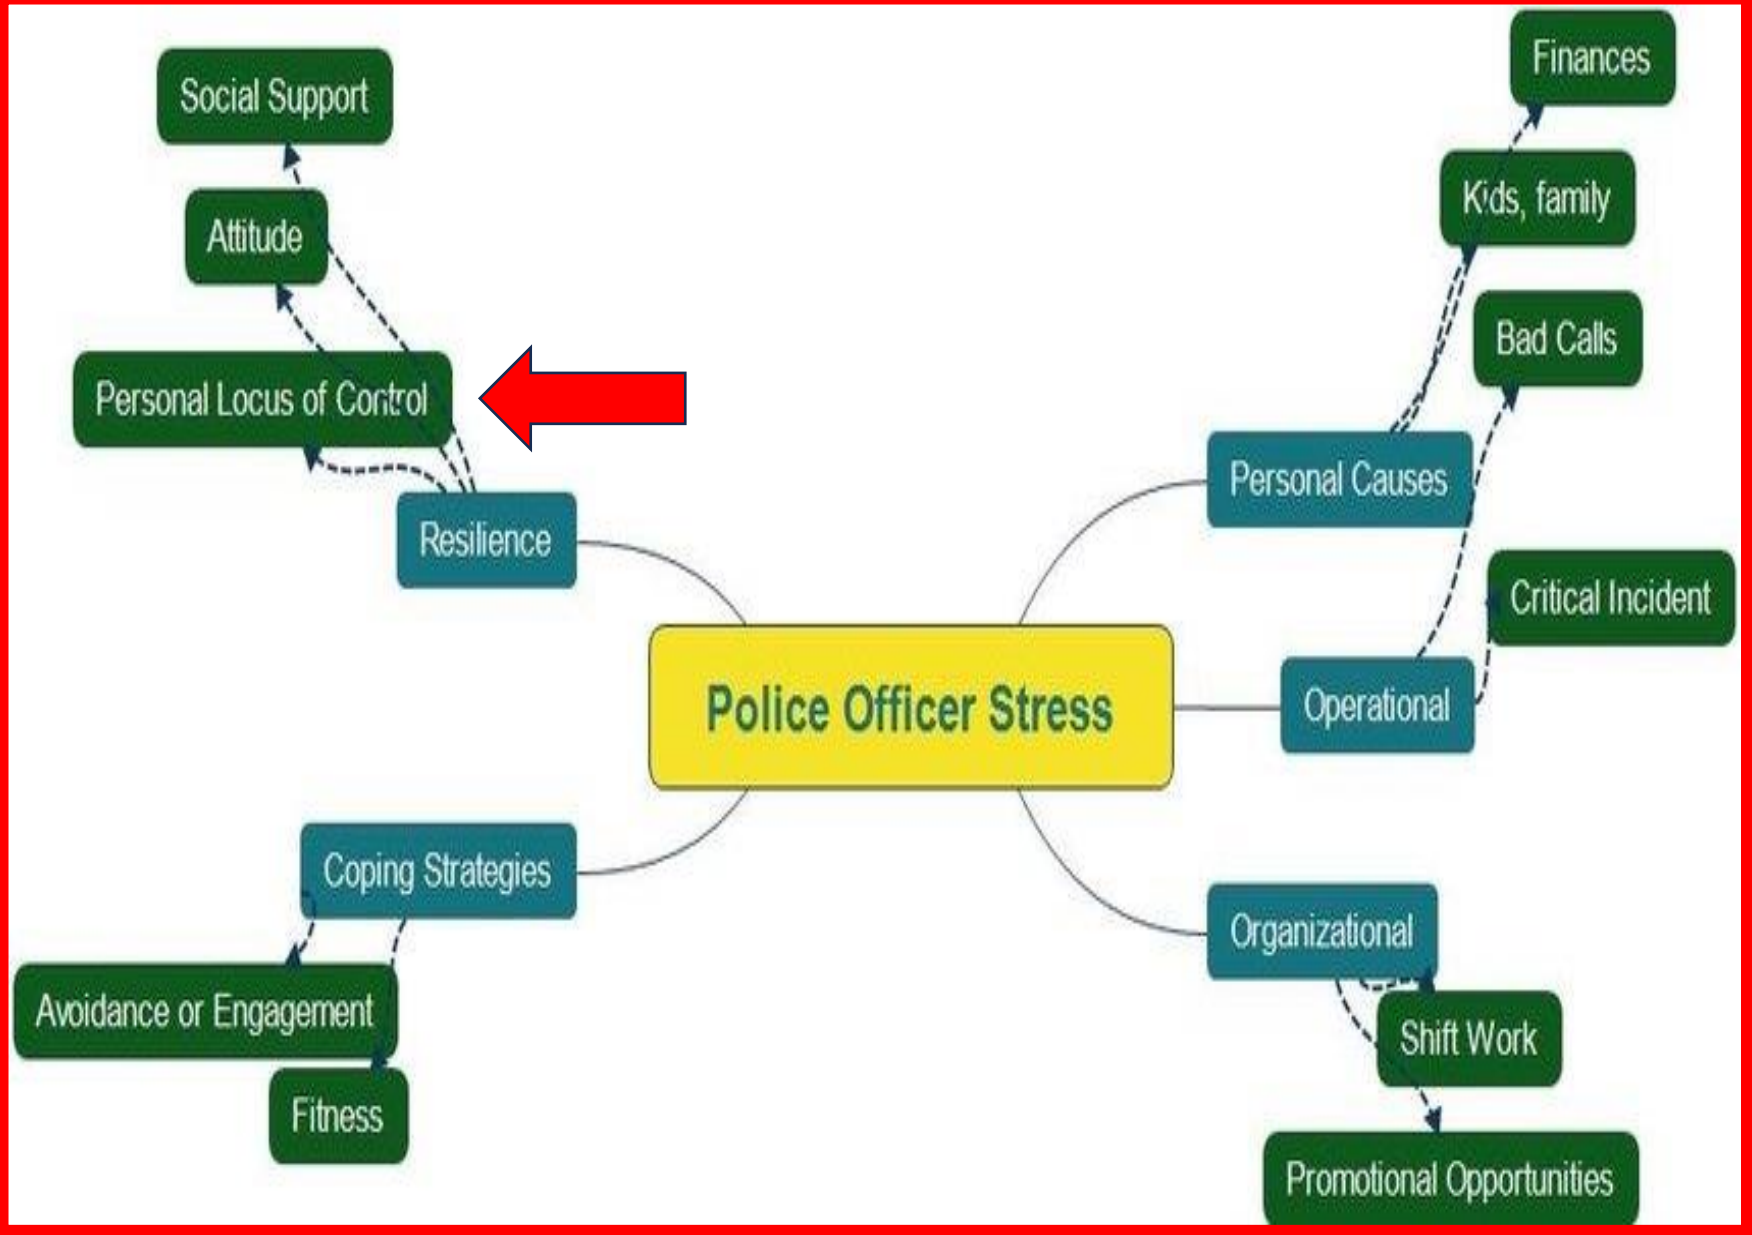 Social Support
Attitude
Personal Locus of Control
Resilience
Finances
Kids, family
Bad Calls
Personal Causes
Critical Incident
Operational
Police Officer Stress
Coping Strategies
Avoidance or Engagement
Fitness
Organizational
Shift Work
Promotional Opportunities